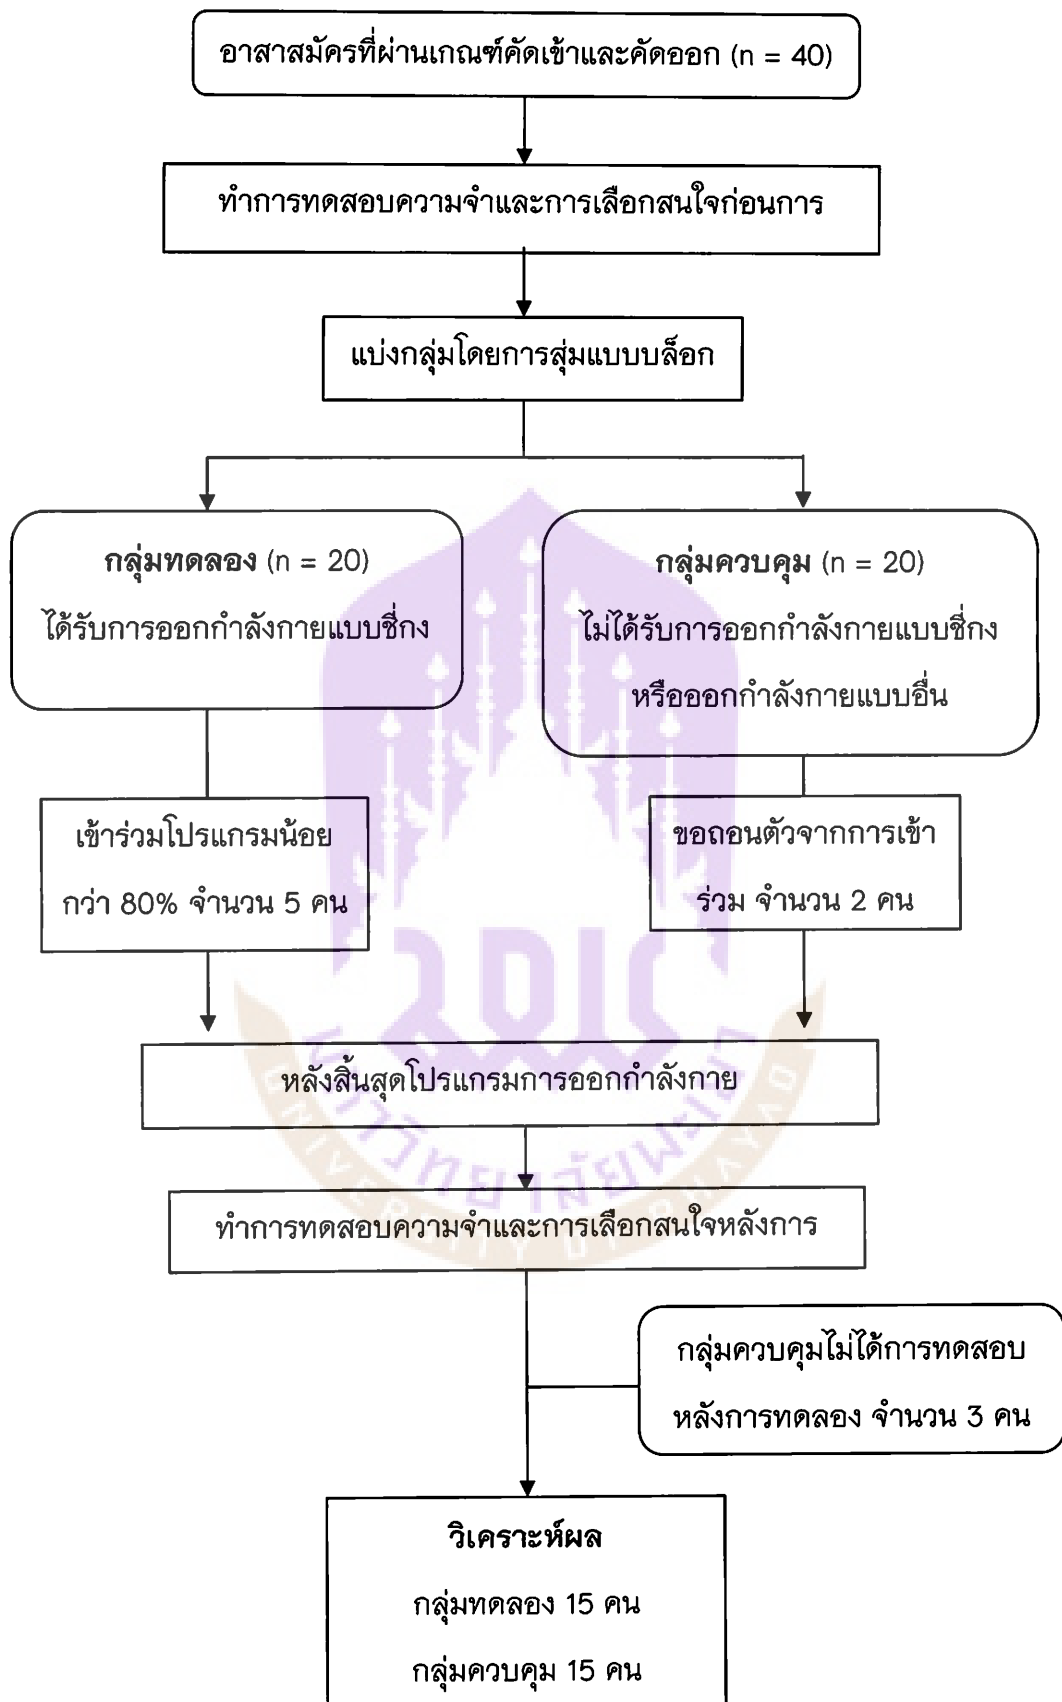 อาสาสมัครที่ผ่านเกณฑ์คัดเข้าและคัดออก (n = 40)
ทำการทดสอบความจำและการเลือกสนใจก่อนการ
แบ่งกลุ่มโดยการสุ่มแบบบล็อก
กลุ่มทดลอง (n = 20)
ได้รับการออกกำลังกายแบบชี่กง
กลุ่มควบคุม (n = 20)
ไม่ได้รับการออกกำลังกายแบบชี่กง
หรือออกกำลังกายแบบอื่น
เข้าร่วมโปรแกรมน้อย
กว่า 80% จำนวน 5 คน
ขอถอนตัวจากการเข้า
ร่วม จำนวน 2 คน
หลังสิ้นสุดโปรแกรมการออกกำลังกาย
ทำการทดสอบความจำและการเลือกสนใจหลังการ
กลุ่มควบคุมไม่ได้การทดสอบ
หลังการทดลอง จำนวน 3 คน
วิเคราะห์ผล
กลุ่มทดลอง 15 คน
กลุ่มควบคุม 15 คน
มหาวิทยาลัยพะเยา
UNIVERSITY OF PHAYAO